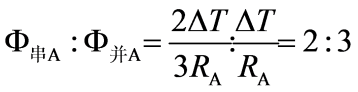 Φ串A : Φ并A = 2ΔT/3R_A : ΔT/R_A = 2 : 3